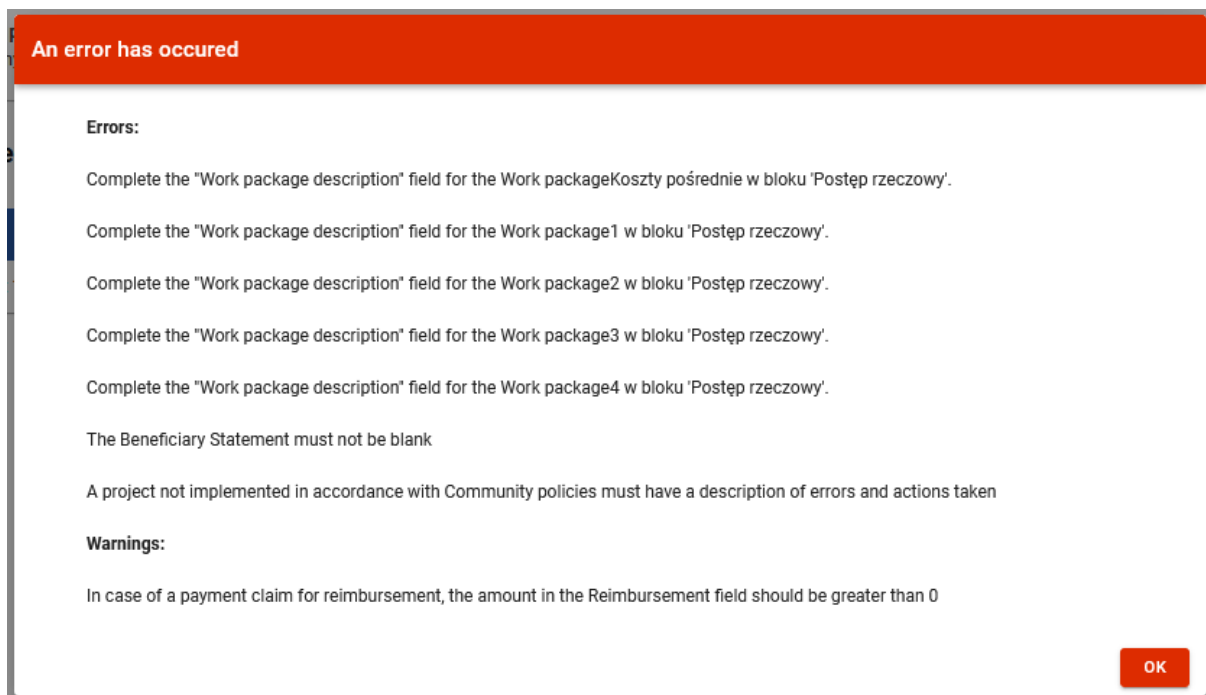 An error has occured
Errors:
Complete the "Work package description" field for the Work packageKoszty pośrednie w bloku 'Postęp rzeczowy'.
Complete the "Work package description" field for the Work package1 w bloku 'Postęp rzeczowy'.
Complete the "Work package description" field for the Work package2 w bloku 'Postęp rzeczowy'.
Complete the "Work package description" field for the Work package3 w bloku 'Postęp rzeczowy'.
Complete the "Work package description" field for the Work package4 w bloku 'Postęp rzeczowy'.
The Beneficiary Statement must not be blank
A project not implemented in accordance with Community policies must have a description of errors and actions taken
Warnings:
In case of a payment claim for reimbursement, the amount in the Reimbursement field should be greater than 0
OK